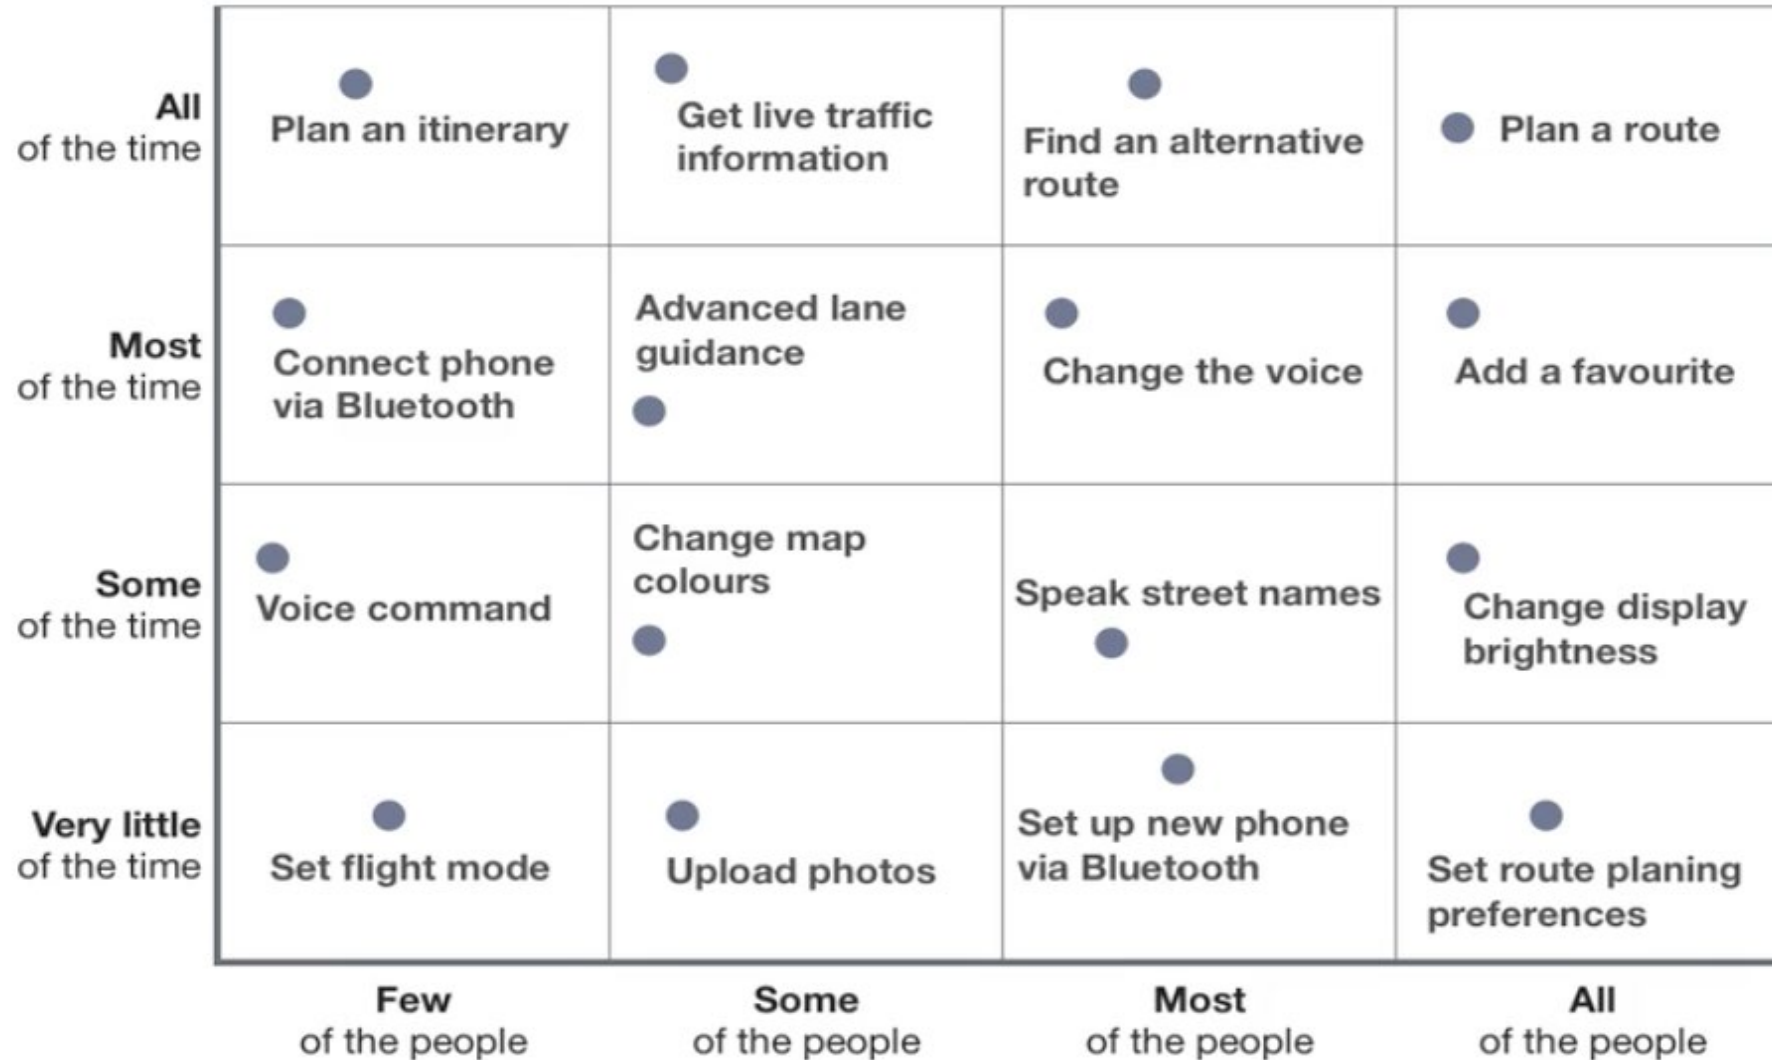 All
of the time
Plan an itinerary
Get live traffic
information
Find an alternative
route
Plan a route
Most
of the time
Connect phone
via Bluetooth
Advanced lane
guidance
Change the voice
Add a favourite
Some
of the time
Voice command
Change map
colours
Speak street names
Change display
brightness
Very little
of the time
Set flight mode
Upload photos
Set up new phone
via Bluetooth
Set route planing
preferences
Few
of the people
Some
of the people
Most
of the people
All
of the people